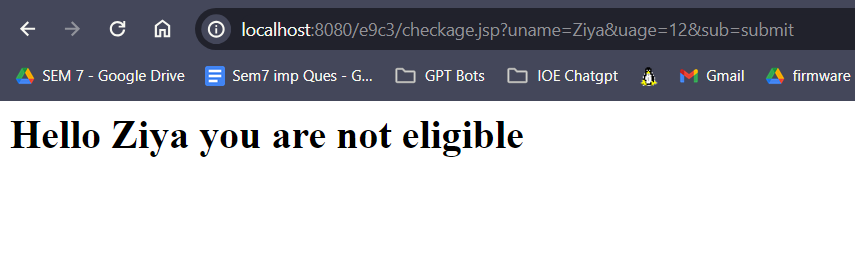 localhost:8080/e9c3/checkage.jsp?uname=Ziya&uage=12&sub=submit
SEM 7 - Google Drive Sem7 imp Ques - G... GPT Bots IOE Chatgpt Gmail firmware
Hello Ziya you are not eligible